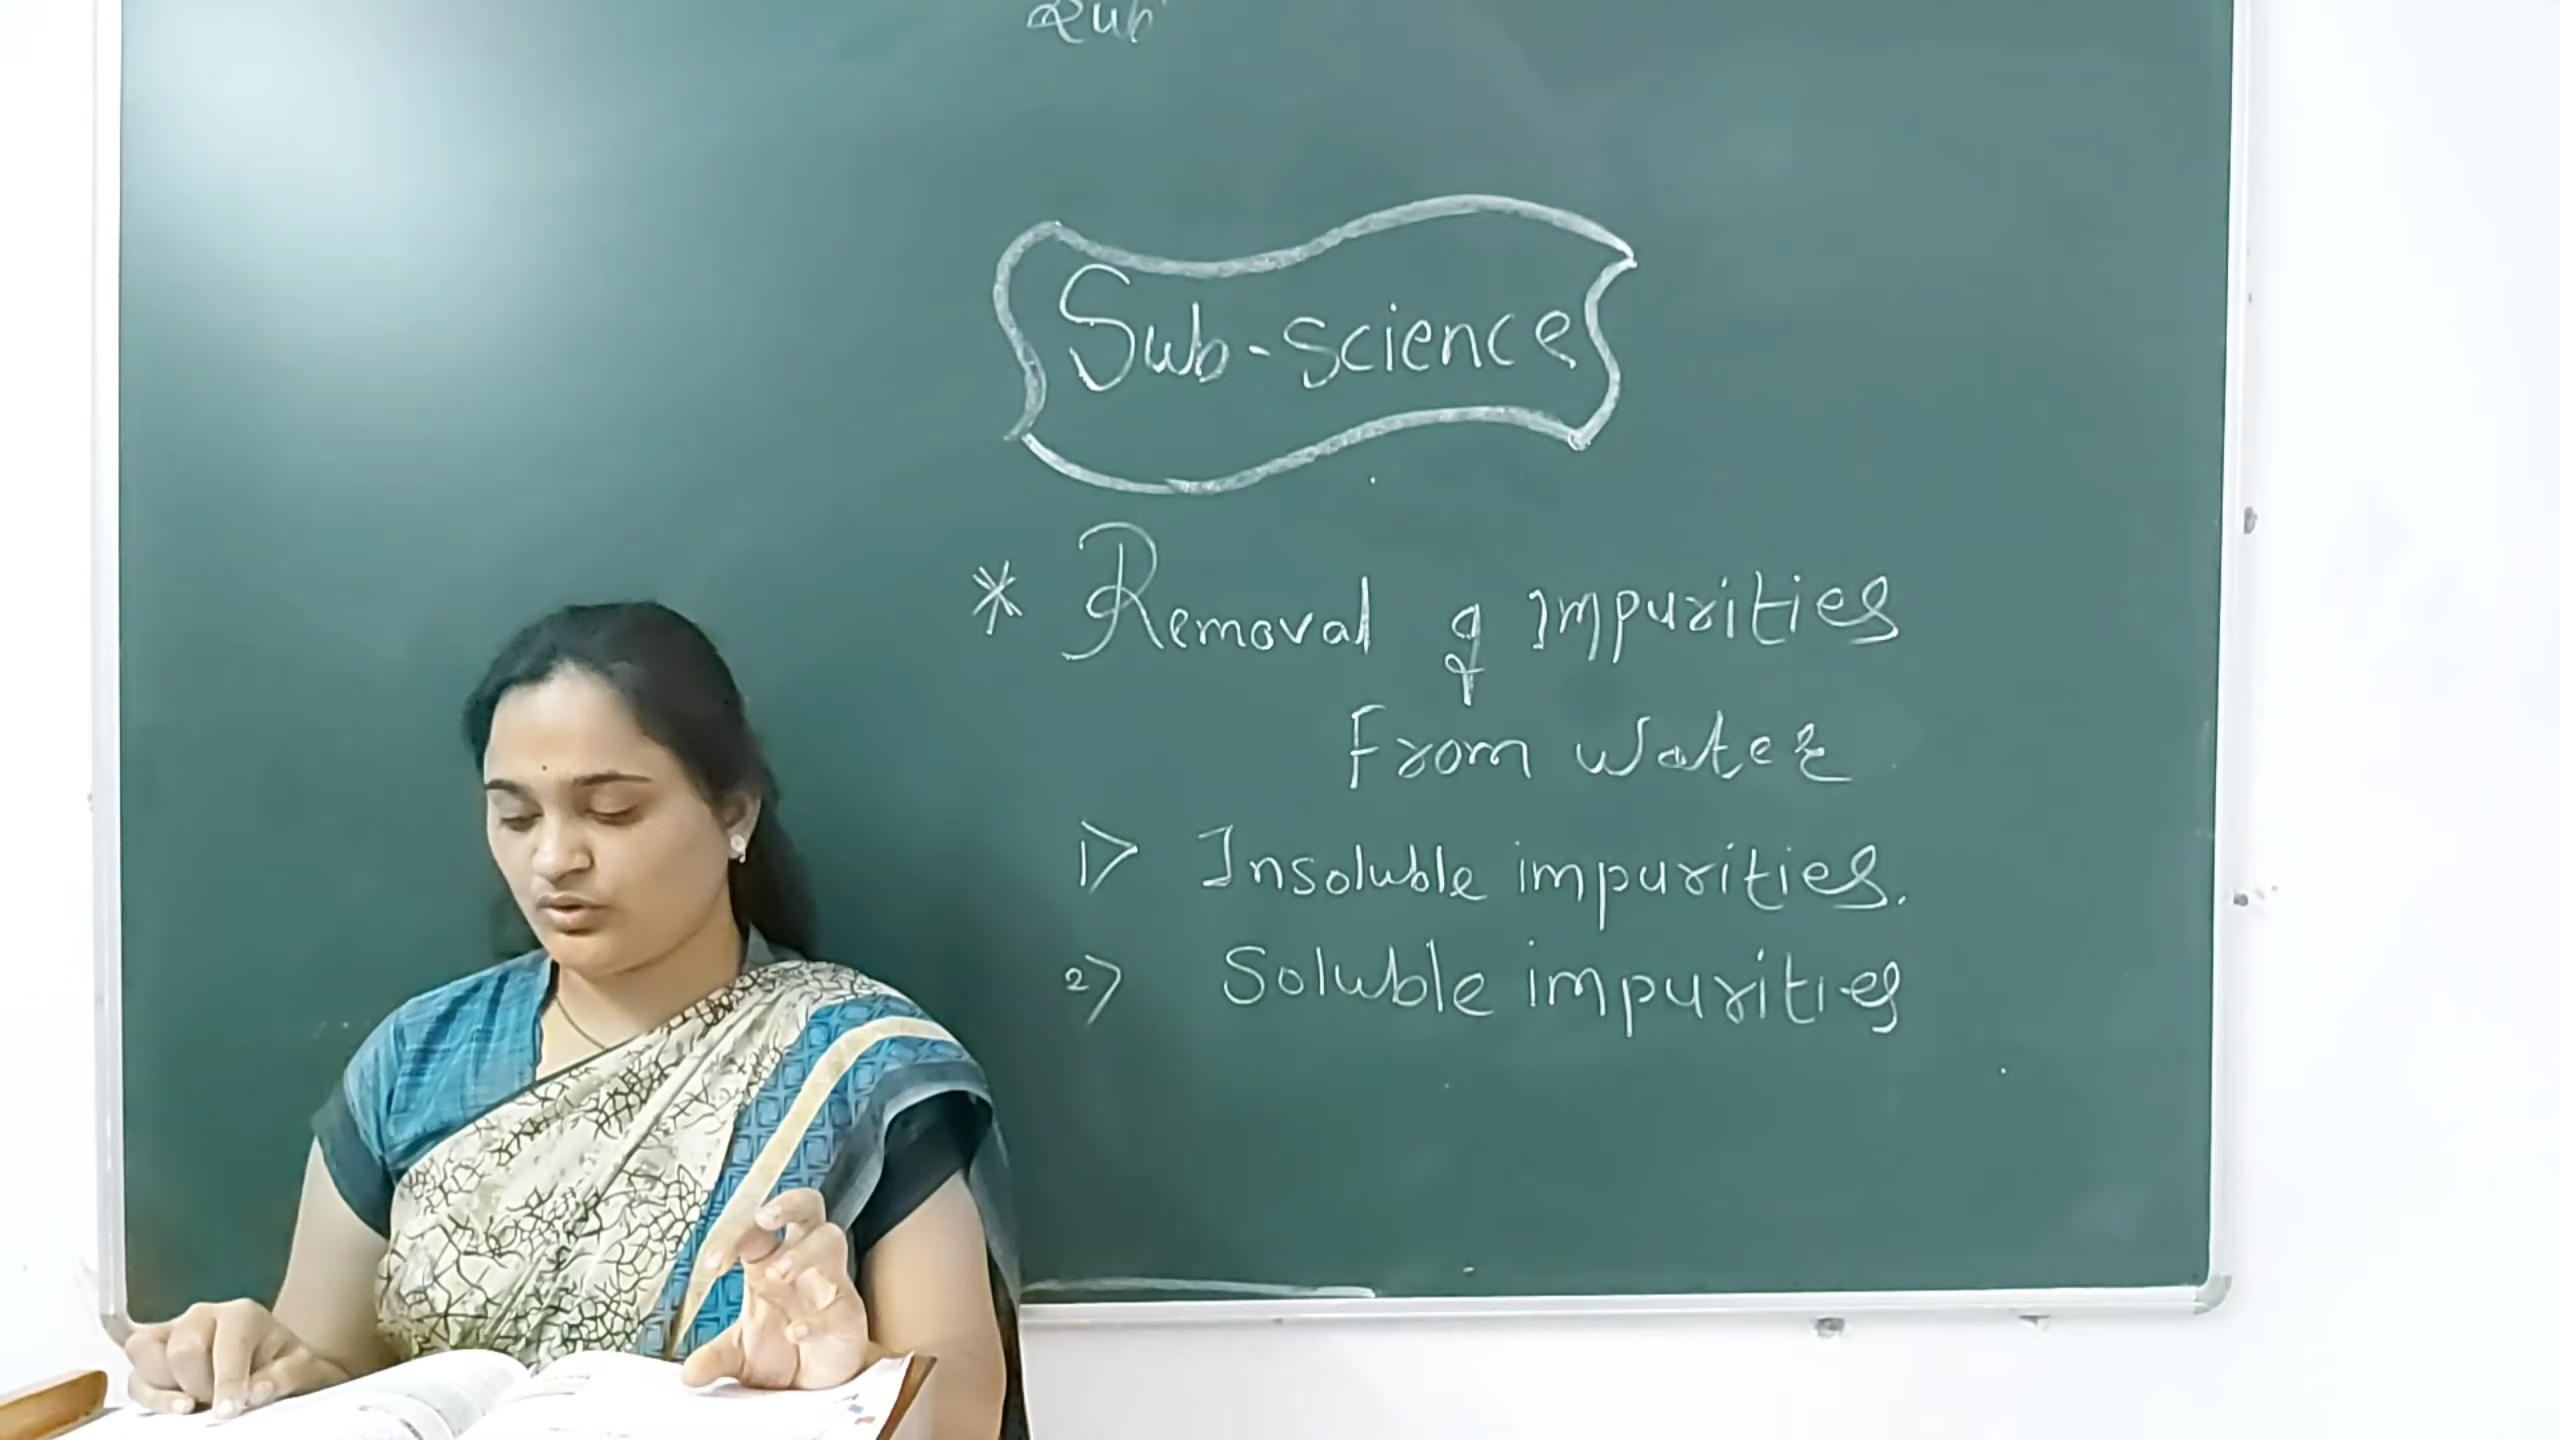 Sub-science
* Removal of Impurities
From Water
1> Insoluble impurities.
2> Soluble impurities